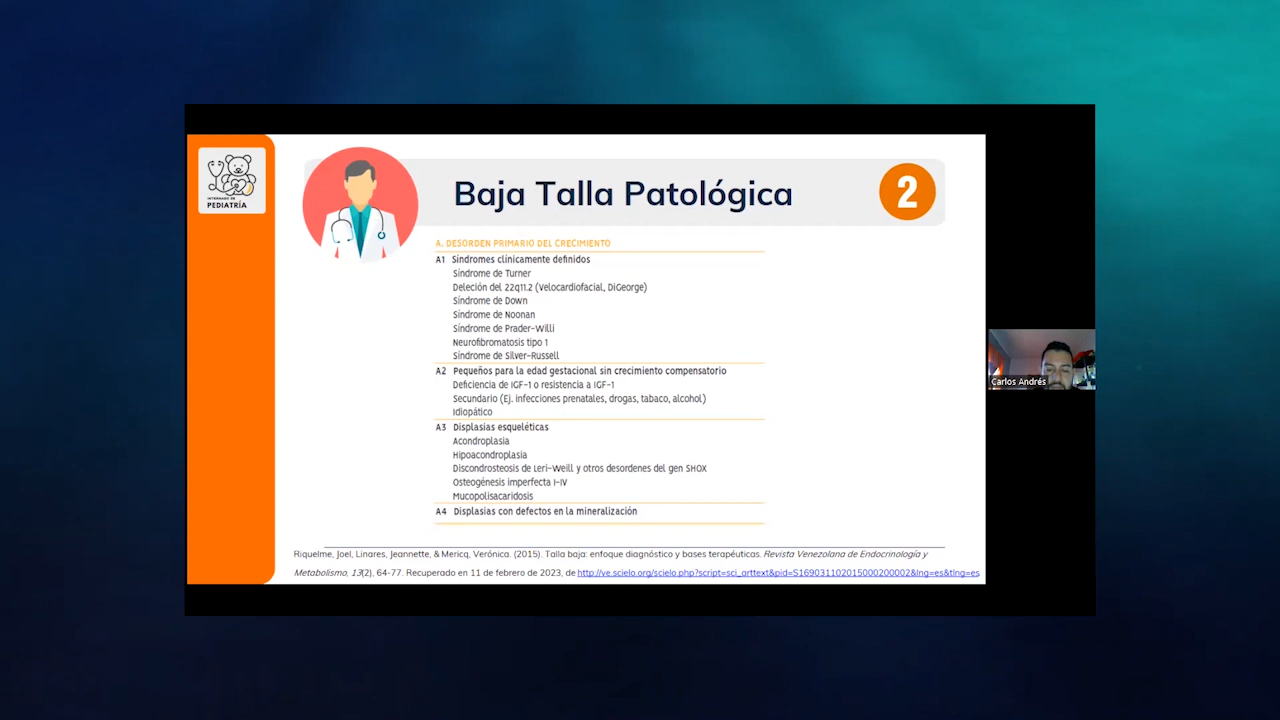 INTERNADO DE
PEDIATRÍA
Baja Talla Patológica
2
A. DESORDEN PRIMARIO DEL CRECIMIENTO
A1 Síndromes clínicamente definidos
Síndrome de Turner
Deleción del 22q11.2 (Velocardiofacial, DiGeorge)
Síndrome de Down
Síndrome de Noonan
Síndrome de Prader-Willi
Neurofibromatosis tipo 1
Síndrome de Silver-Russell
A2 Pequeños para la edad gestacional sin crecimiento compensatorio
Deficiencia de IGF-1 o resistencia a IGF-1
Secundario (Ej. infecciones prenatales, drogas, tabaco, alcohol)
Idiopático
A3 Displasias esqueléticas
Acondroplasia
Hipoacondroplasia
Discondrosteosis de Leri-Weill y otros desordenes del gen SHOX
Osteogénesis imperfecta I-IV
Mucopolisacaridosis
A4 Displasias con defectos en la mineralización
Riquelme, Joel, Linares, Jeannette, & Mericq, Verónica. (2015). Talla baja: enfoque diagnóstico y bases terapéuticas. Revista Venezolana de Endocrinología y
Metabolismo, 13(2), 64-77. Recuperado en 11 de febrero de 2023, de http://ve.scielo.org/scielo.php?script=sci_arttext&pid=S169031102015000200002&lng=es&tlng=es
Carlos Andrés